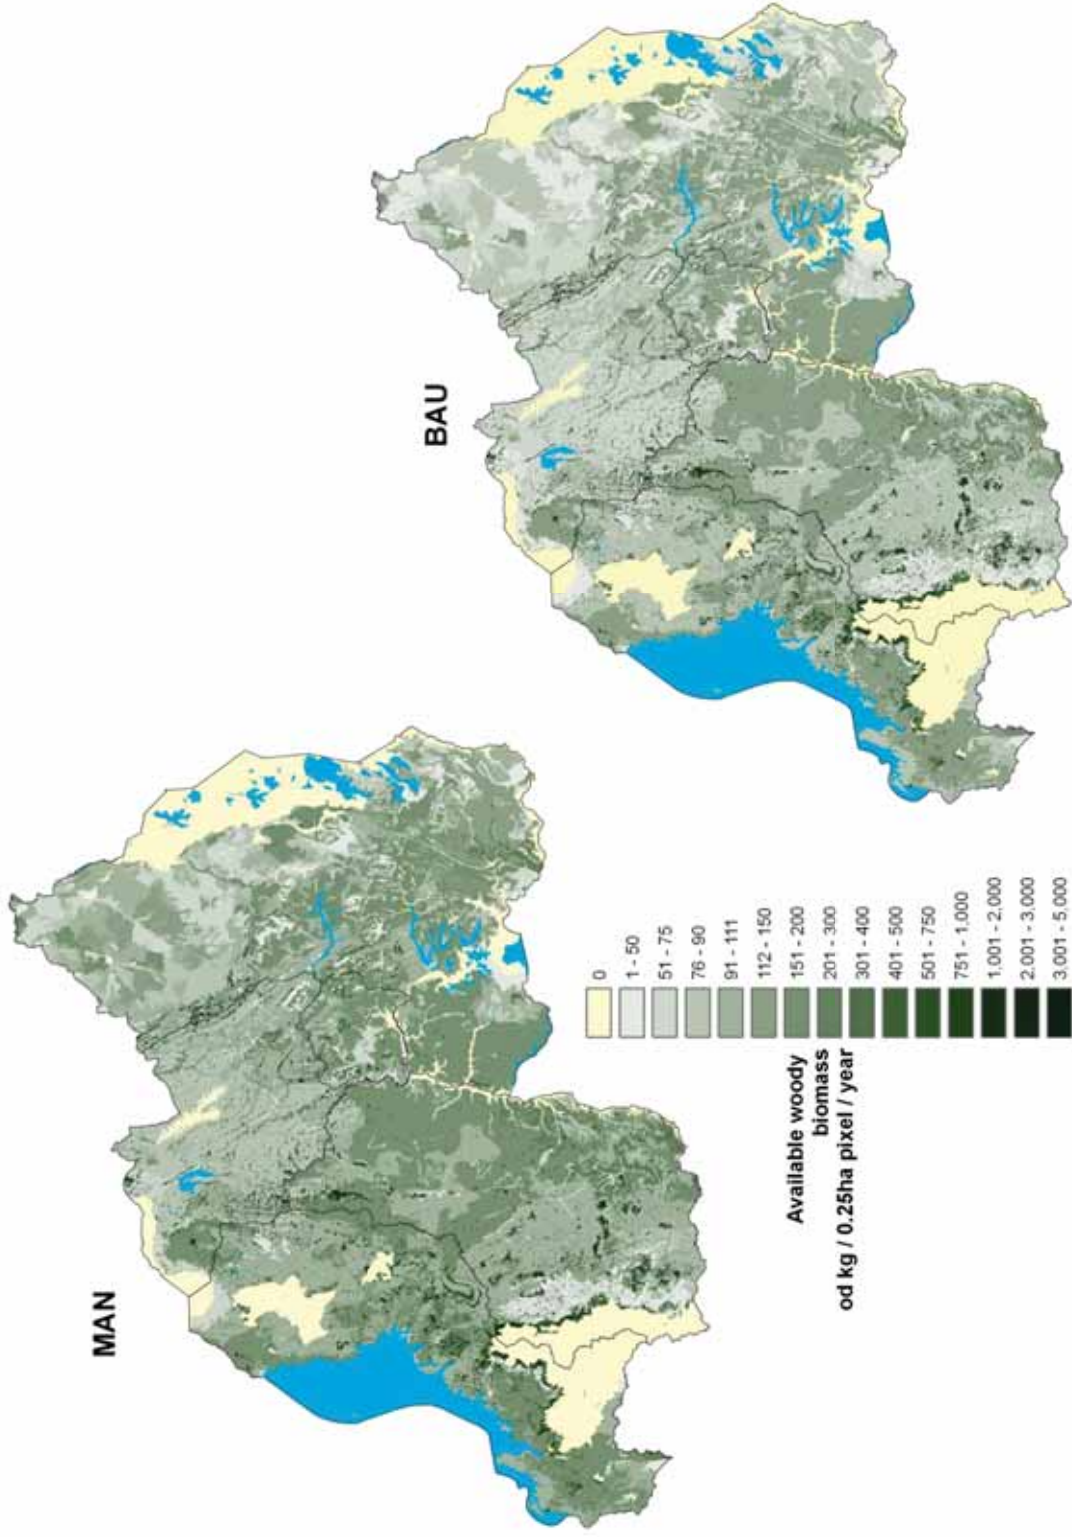 MAN
BAU
Available woody
biomass
od kg / 0.25ha pixel / year
0
1 - 50
51 - 75
76 - 90
91 - 111
112 - 150
151 - 200
201 - 300
301 - 400
401 - 500
501 - 750
751 - 1,000
1,001 - 2,000
2,001 - 3,000
3,001 - 5,000